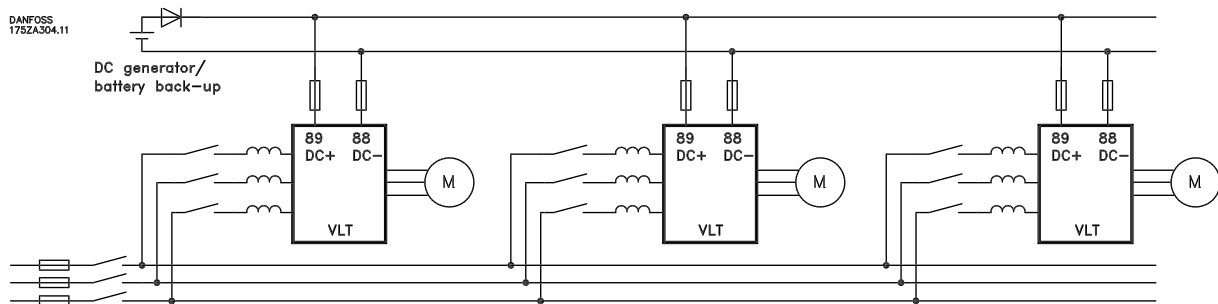 DANFOSS
175ZA304.11
DC generator/
battery back-up
89 88
DC+ DC-
M
VLT
89 88
DC+ DC-
M
VLT
89 88
DC+ DC-
M
VLT